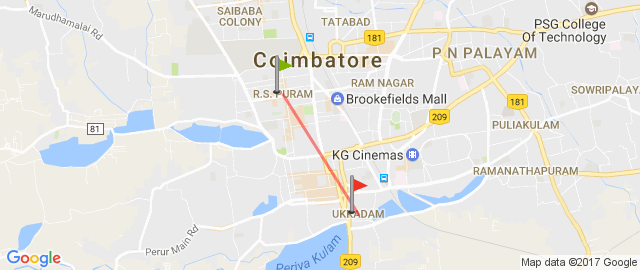 SAIBABA
COLONY
TATABAD
PSG College
Of Technology
Marudhamalai Rd
181
Coimbatore
P N PALAYAM
RAM NAGAR
R.S. PURAM
Brookefields Mall
181
SOWRIPALAY
209
81
PULIAKULAM
KG Cinemas
RAMANATHAPURAM
UKKADAM
Perur Main Rd
Periya Kulam
209
Google
Map data ©2017 Google